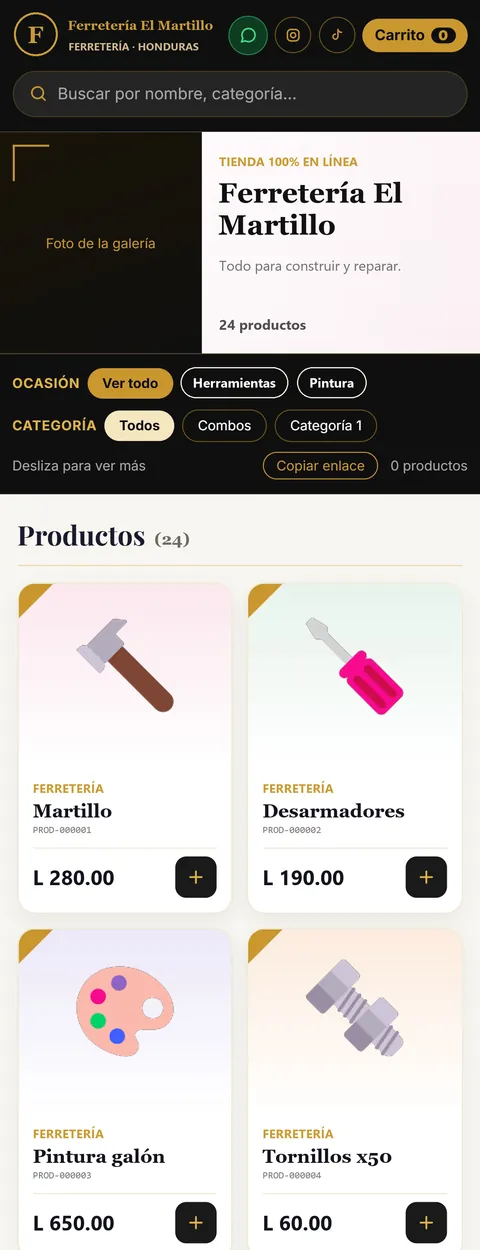 F
Ferretería El Martillo
FERRETERÍA · HONDURAS
Carrito 0
Buscar por nombre, categoría...
Foto de la galería
TIENDA 100% EN LÍNEA
Ferretería El
Martillo
Todo para construir y reparar.
24 productos
OCASIÓN Ver todo Herramientas Pintura
CATEGORÍA Todos Combos Categoría 1
Desliza para ver más Copiar enlace 0 productos
Productos (24)
FERRETERÍA
Martillo
PROD-000001
L 280.00 +
FERRETERÍA
Desarmadores
PROD-000002
L 190.00 +
FERRETERÍA
Pintura galón
PROD-000003
L 650.00 +
FERRETERÍA
Tornillos x50
PROD-000004
L 60.00 +